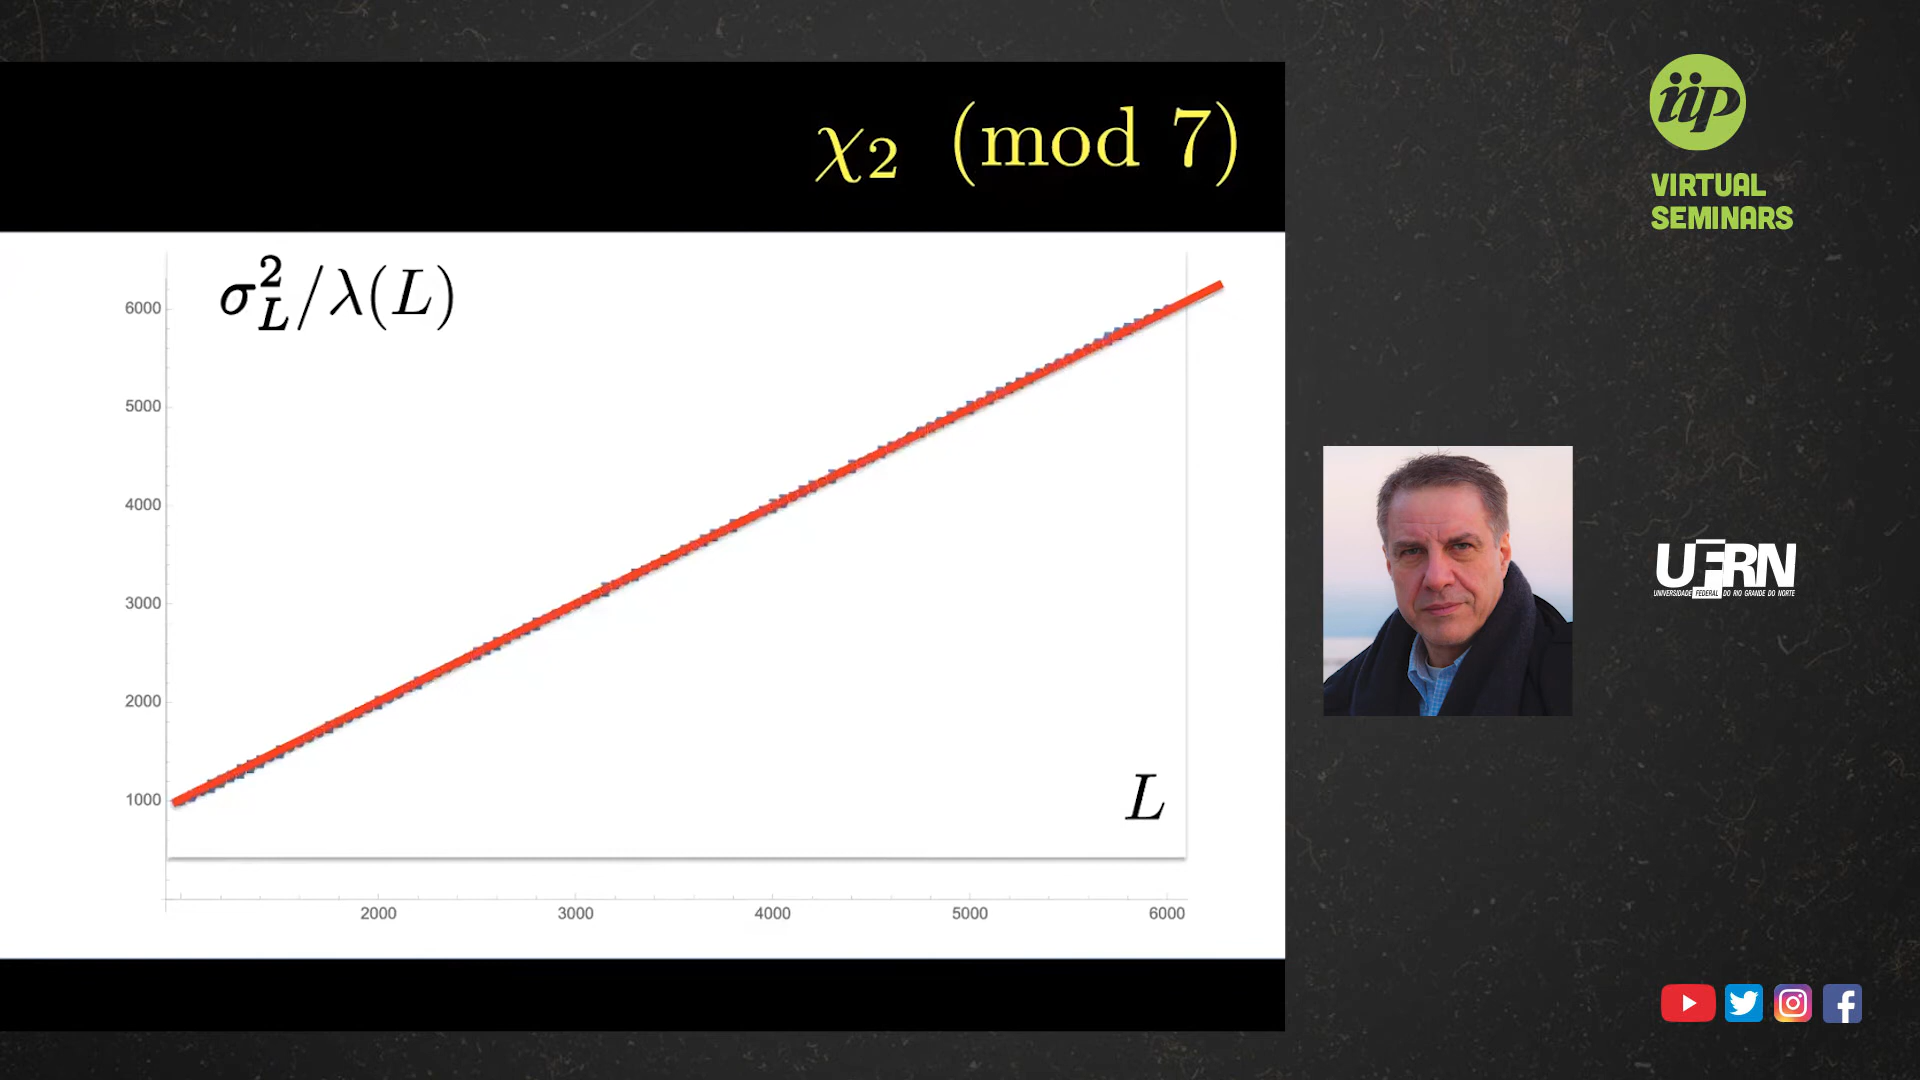 χ₂ (mod 7)
σ²_L/λ(L)
6000
5000
4000
3000
2000
1000
L
2000 3000 4000 5000 6000
iip
VIRTUAL
SEMINARS
UFRN
UNIVERSIDADE FEDERAL DO RIO GRANDE DO NORTE